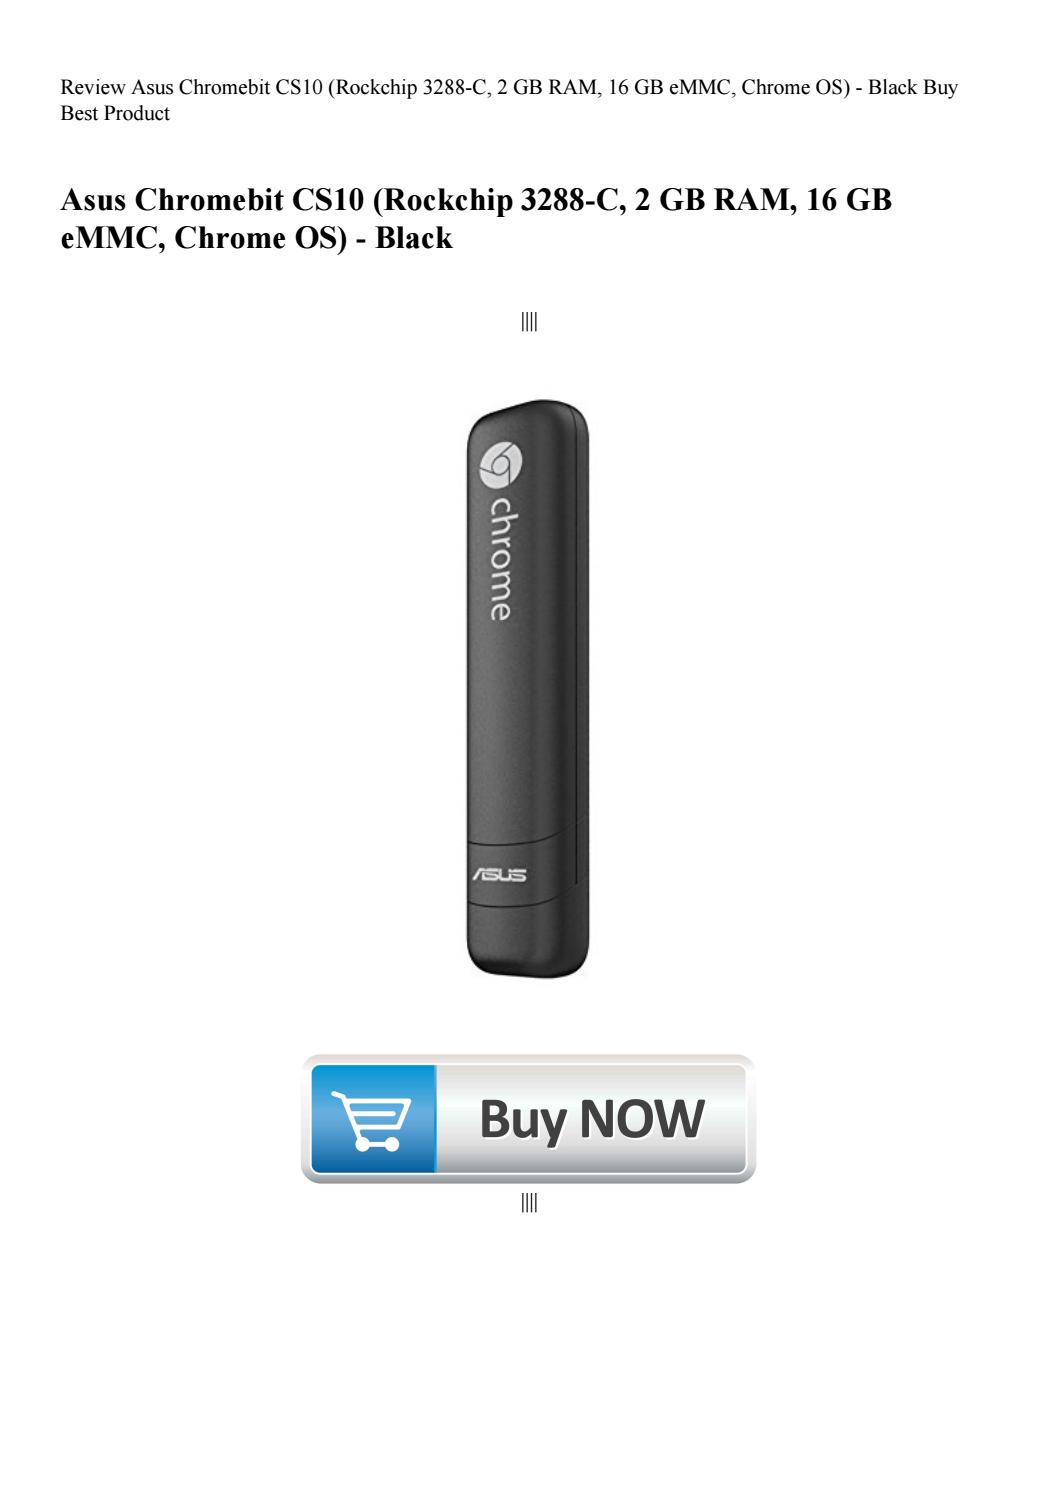 Review Asus Chromebit CS10 (Rockchip 3288-C, 2 GB RAM, 16 GB eMMC, Chrome OS) - Black Buy
Best Product
Asus Chromebit CS10 (Rockchip 3288-C, 2 GB RAM, 16 GB
eMMC, Chrome OS) - Black
||||
chrome
ASUS
Buy NOW
||||